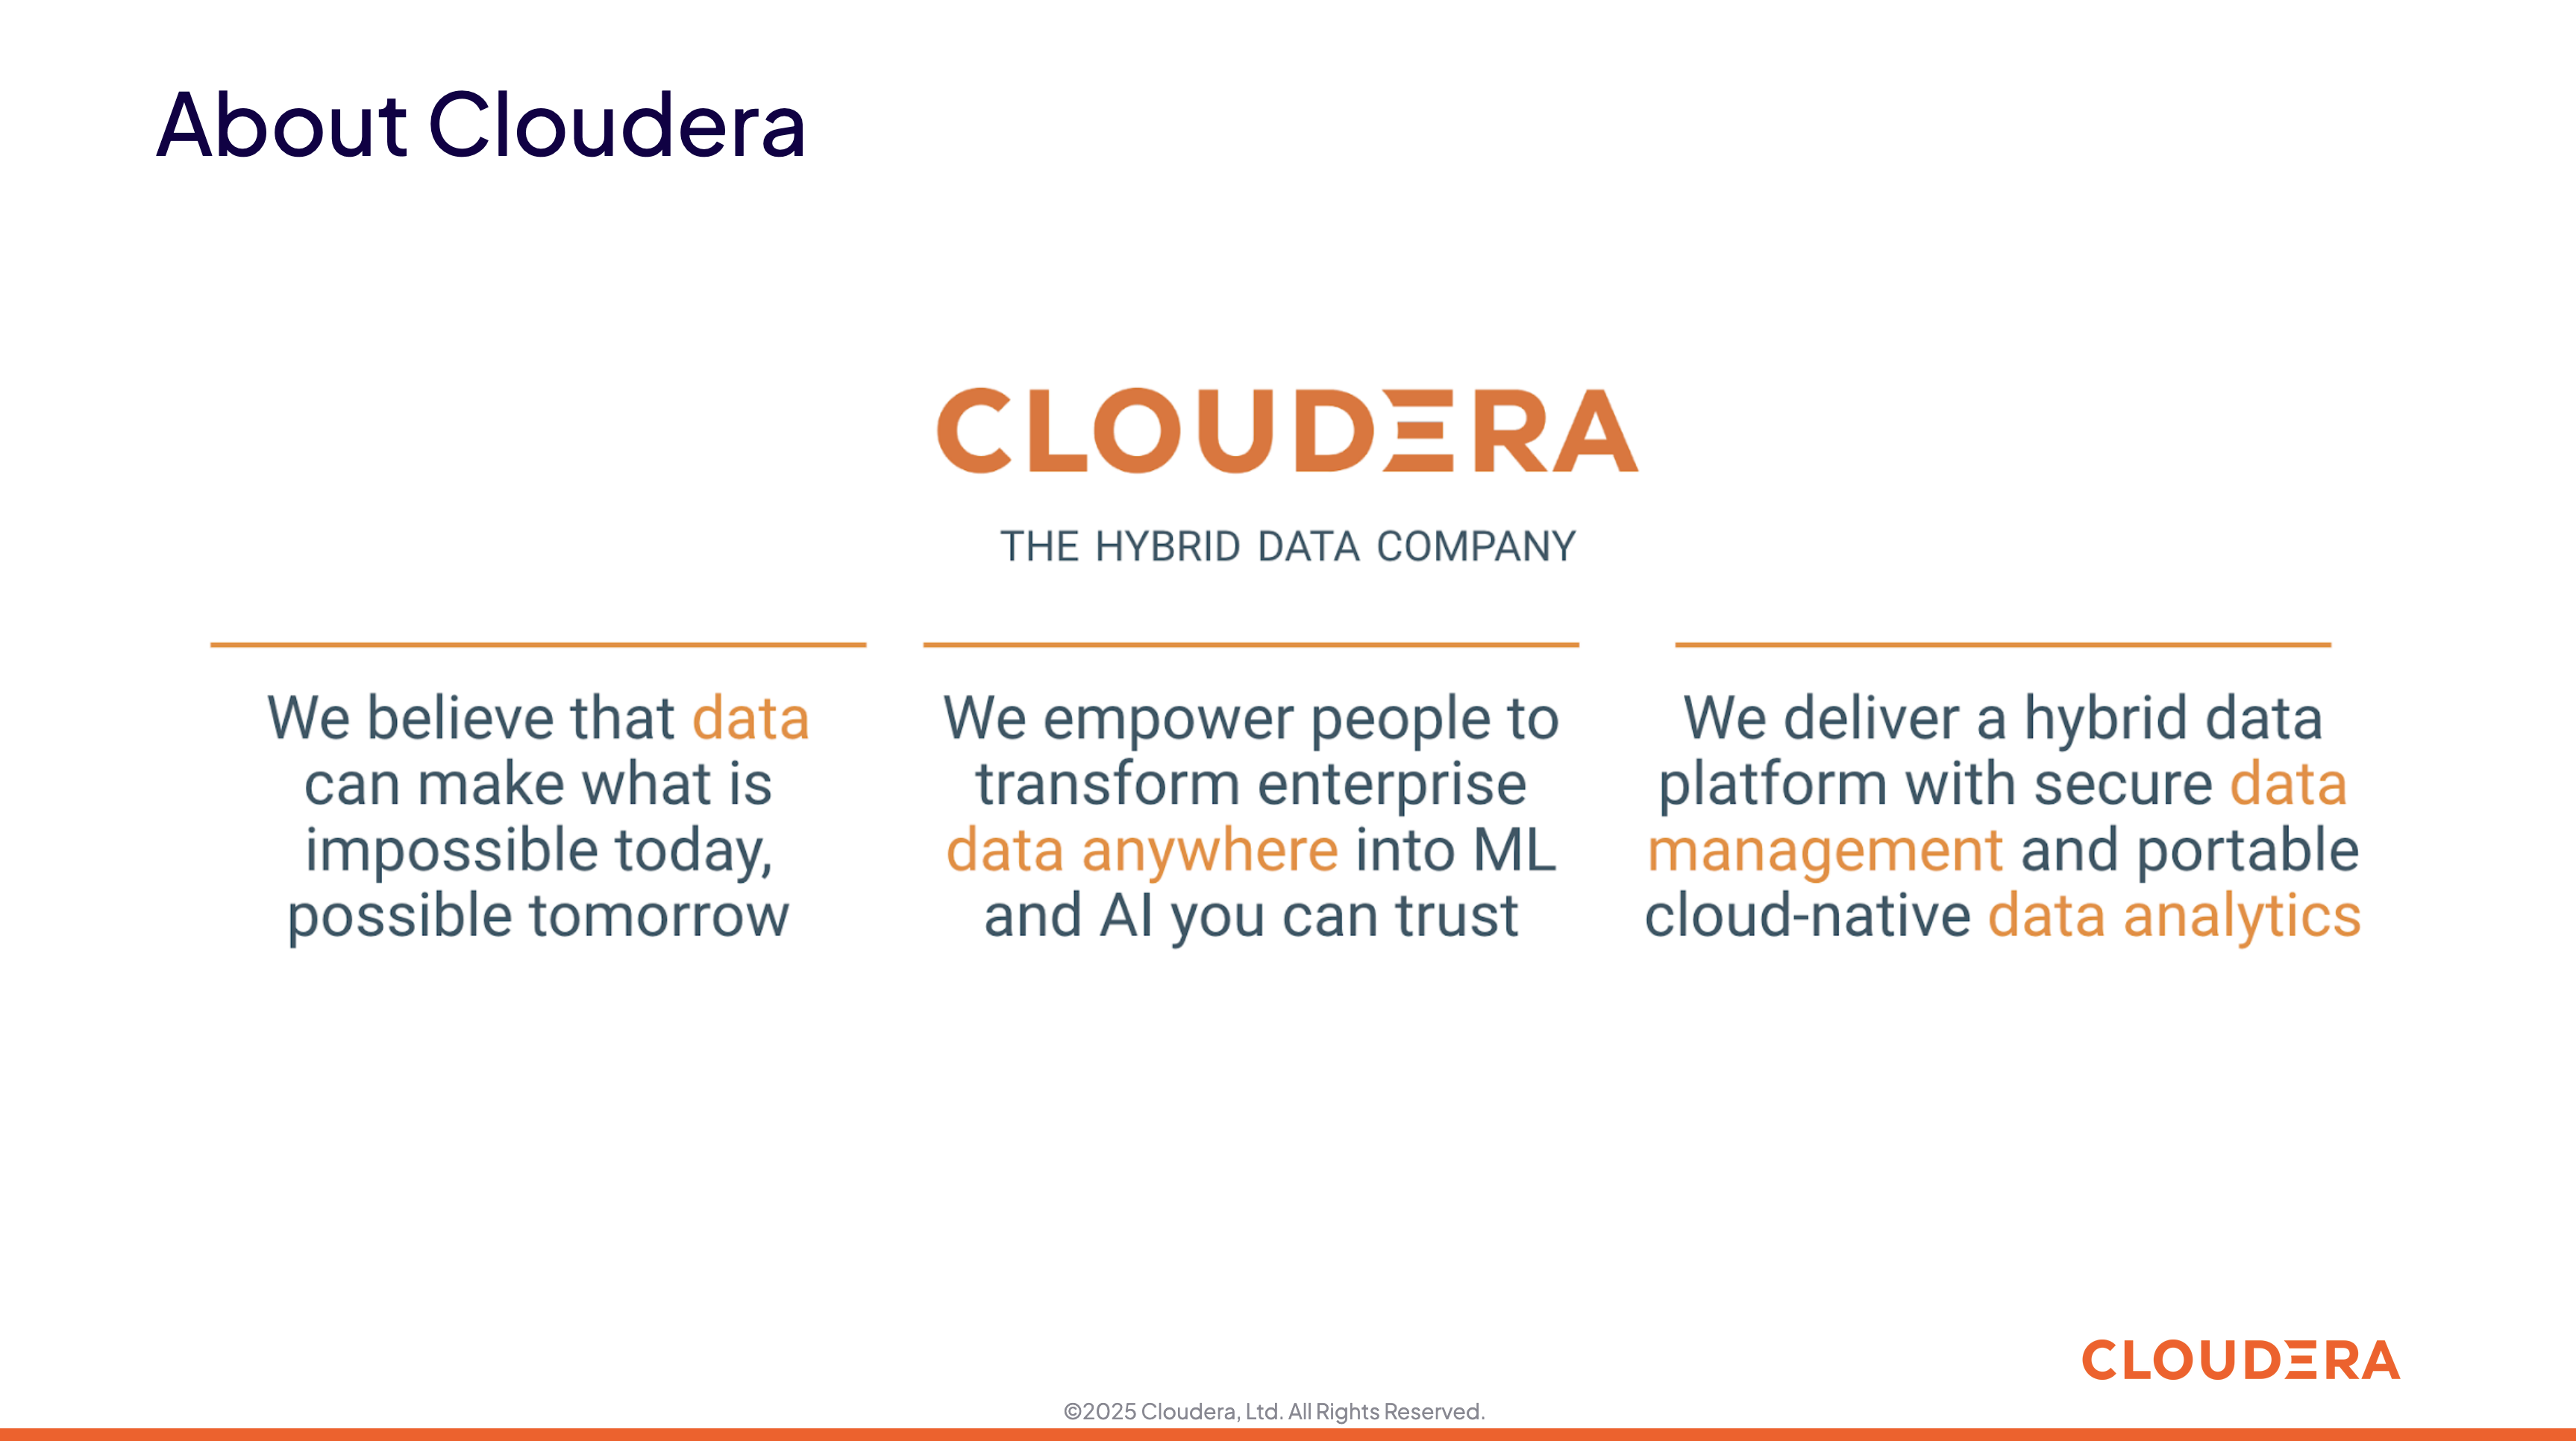 About Cloudera
CLOUDERA
THE HYBRID DATA COMPANY
We believe that data
can make what is
impossible today,
possible tomorrow
We empower people to
transform enterprise
data anywhere into ML
and AI you can trust
We deliver a hybrid data
platform with secure data
management and portable
cloud-native data analytics
CLOUDERA
©2025 Cloudera, Ltd. All Rights Reserved.